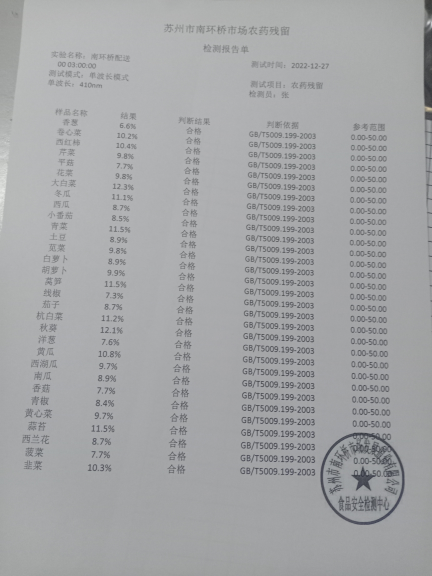 苏州市南环桥市场农药残留
检测报告单
实验名称：南环桥配送 测试时间：2022-12-27
00:03:00:00
测试模式：单波长模式 测试项目：农药残留
单波长：410nm 检测员：张
样品名称 结果 判断结果 判断依据 参考范围
香葱 6.6% 合格 GB/T5009.199-2003 0.00-50.00
卷心菜 10.2% 合格 GB/T5009.199-2003 0.00-50.00
西红柿 10.4% 合格 GB/T5009.199-2003 0.00-50.00
芹菜 9.8% 合格 GB/T5009.199-2003 0.00-50.00
平菇 7.7% 合格 GB/T5009.199-2003 0.00-50.00
花菜 9.8% 合格 GB/T5009.199-2003 0.00-50.00
大白菜 12.3% 合格 GB/T5009.199-2003 0.00-50.00
冬瓜 11.1% 合格 GB/T5009.199-2003 0.00-50.00
西瓜 8.7% 合格 GB/T5009.199-2003 0.00-50.00
小番茄 8.5% 合格 GB/T5009.199-2003 0.00-50.00
青菜 11.5% 合格 GB/T5009.199-2003 0.00-50.00
土豆 8.9% 合格 GB/T5009.199-2003 0.00-50.00
苋菜 9.8% 合格 GB/T5009.199-2003 0.00-50.00
白萝卜 8.9% 合格 GB/T5009.199-2003 0.00-50.00
胡萝卜 9.9% 合格 GB/T5009.199-2003 0.00-50.00
莴笋 11.5% 合格 GB/T5009.199-2003 0.00-50.00
线椒 7.3% 合格 GB/T5009.199-2003 0.00-50.00
茄子 8.7% 合格 GB/T5009.199-2003 0.00-50.00
杭白菜 11.2% 合格 GB/T5009.199-2003 0.00-50.00
秋葵 12.1% 合格 GB/T5009.199-2003 0.00-50.00
洋葱 7.6% 合格 GB/T5009.199-2003 0.00-50.00
黄瓜 10.8% 合格 GB/T5009.199-2003 0.00-50.00
西湖瓜 9.7% 合格 GB/T5009.199-2003 0.00-50.00
南瓜 8.9% 合格 GB/T5009.199-2003 0.00-50.00
香菇 7.7% 合格 GB/T5009.199-2003 0.00-50.00
青椒 8.4% 合格 GB/T5009.199-2003 0.00-50.00
黄心菜 9.7% 合格 GB/T5009.199-2003 0.00-50.00
蒜苔 11.5% 合格 GB/T5009.199-2003 0.00-50.00
西兰花 8.7% 合格 GB/T5009.199-2003 0.00-50.00
菠菜 7.7% 合格 GB/T5009.199-2003 0.00-50.00
韭菜 10.3% 合格 GB/T5009.199-2003 0.00-50.00
苏州市南环桥
食品安全检测中心